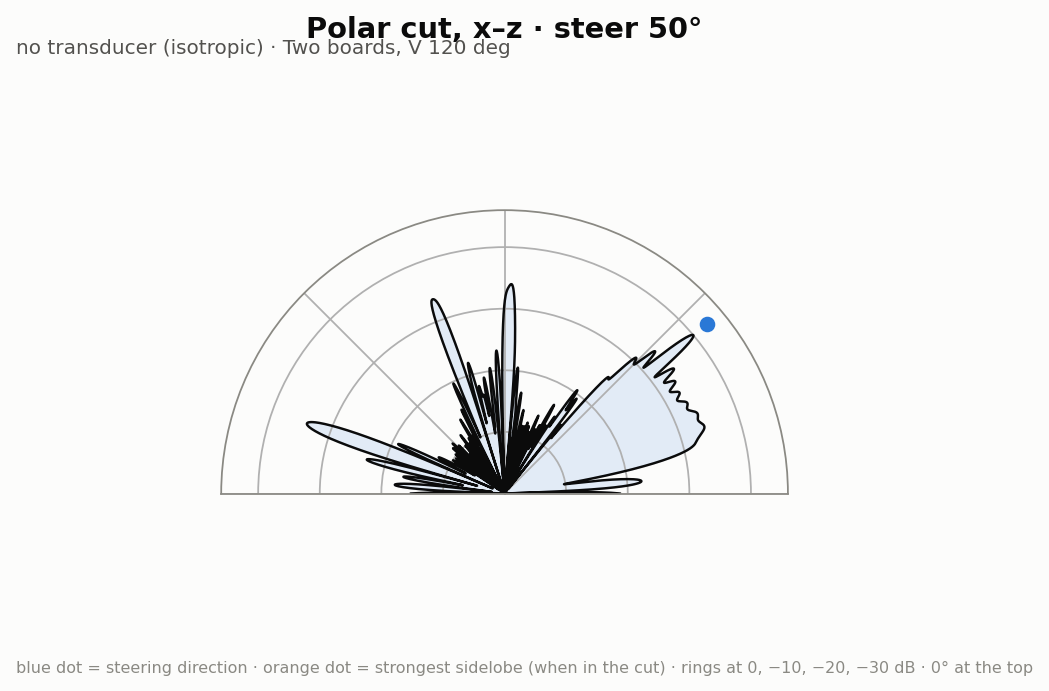 Polar cut, x–z · steer 50°
no transducer (isotropic) · Two boards, V 120 deg
blue dot = steering direction · orange dot = strongest sidelobe (when in the cut) · rings at 0, −10, −20, −30 dB · 0° at the top